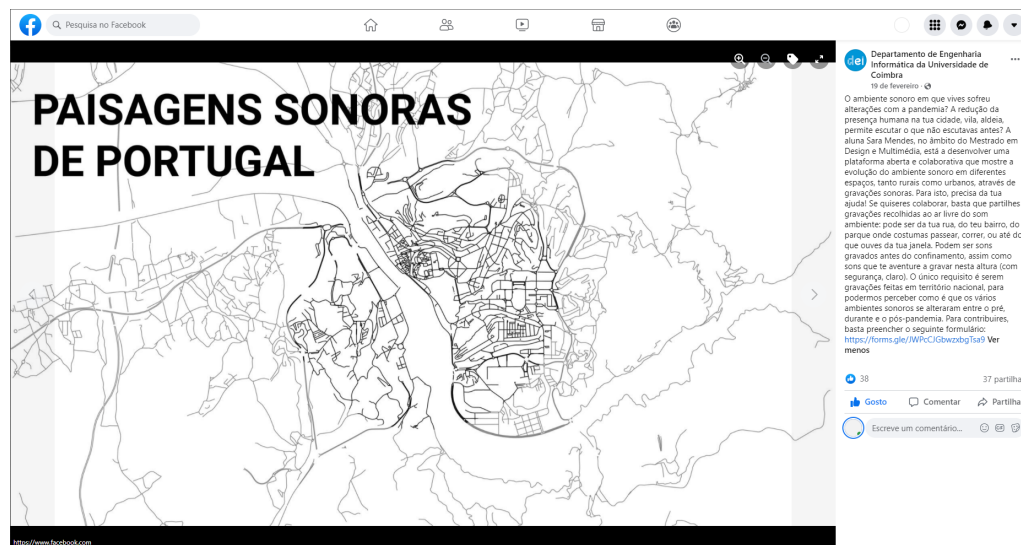 Pesquisa no Facebook
PAISAGENS SONORAS
DE PORTUGAL
dei
Departamento de Engenharia
Informática da Universidade de
Coimbra
19 de fevereiro ·
O ambiente sonoro em que vives sofreu
alterações com a pandemia? A redução da
presença humana na tua cidade, vila, aldeia,
permite escutar o que não escutavas antes? A
aluna Sara Mendes, no âmbito do Mestrado em
Design e Multimédia, está a desenvolver uma
plataforma aberta e colaborativa que mostre a
evolução do ambiente sonoro em diferentes
espaços, tanto rurais como urbanos, através de
gravações sonoras. Para isto, precisa da tua
ajuda! Se quiseres colaborar, basta que partilhes
gravações recolhidas ao ar livre do som
ambiente: pode ser da tua rua, do teu bairro, do
parque onde costumas passear, correr, ou até do
que ouves da tua janela. Podem ser sons
gravados antes do confinamento, assim como
sons que te aventure a gravar nesta altura (com
segurança, claro). O único requisito é serem
gravações feitas em território nacional, para
podermos perceber como é que os vários
ambientes sonoros se alteraram entre o pré,
durante e o pós-pandemia. Para contribuires,
basta preencher o seguinte formulário:
https://forms.gle/JWPcCJGbwzxbgTsa9 Ver
menos
38
37 partilha
Gosto
Comentar
Partilha
Escreve um comentário...
GIF
https://www.facebook.com